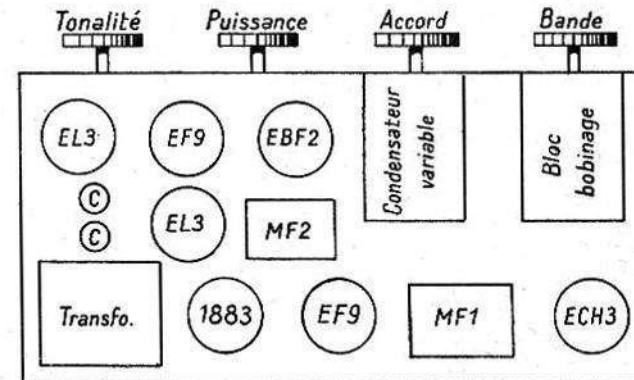 Tonalité
Puissance
Accord
Bande
EL3
EF9
EBF2
Condensateur
variable
Bloc
bobinage
C
C
EL3
MF2
Transfo.
1883
EF9
MF1
ECH3